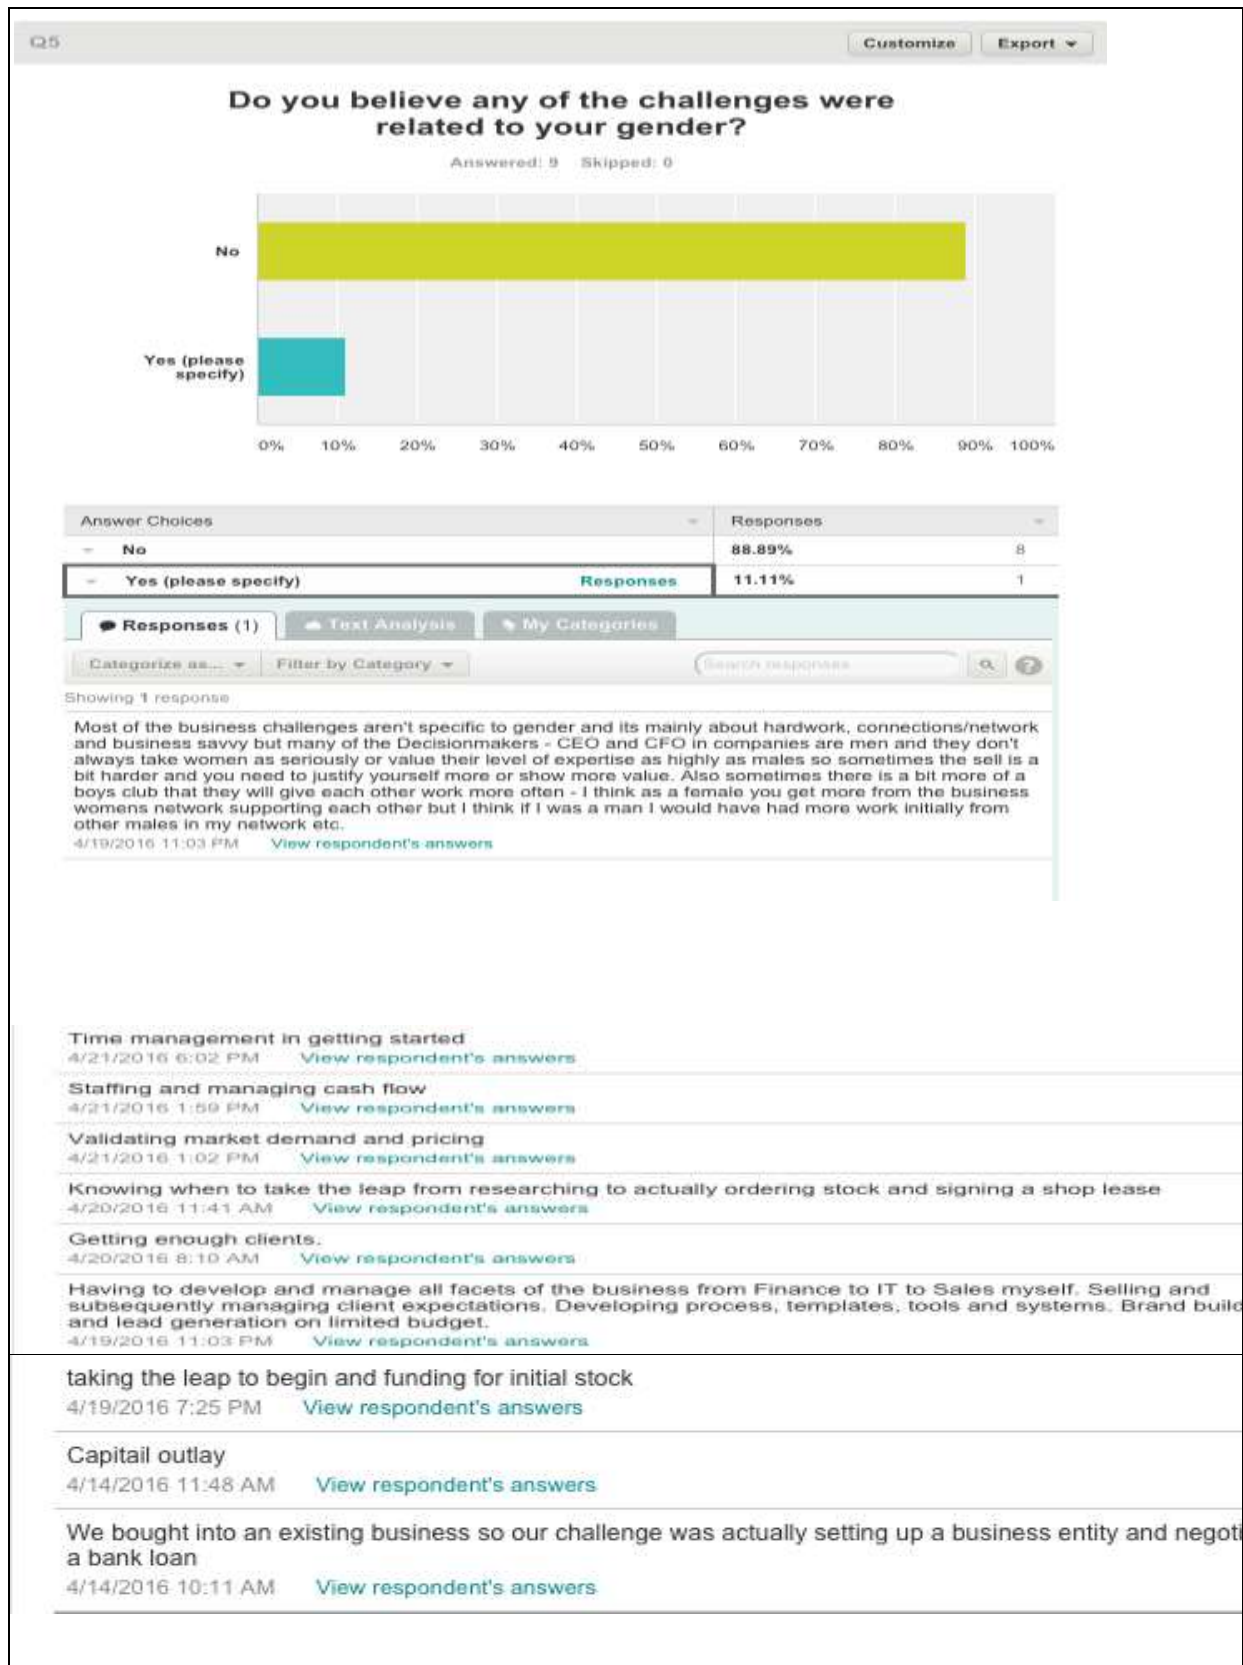 Q5
Customize
Export
Do you believe any of the challenges were
related to your gender?
Answered: 9 Skipped: 0
No
Yes (please
specify)
0% 10% 20% 30% 40% 50% 60% 70% 80% 90% 100%
Answer Choices Responses
No 88.89% 8
Yes (please specify) Responses 11.11% 1
Responses (1) Text Analysis My Categories
Categorize as... Filter by Category Search responses ?
Showing 1 response
Most of the business challenges aren't specific to gender and its mainly about hardwork, connections/network
and business savvy but many of the Decisionmakers - CEO and CFO in companies are men and they don't
always take women as seriously or value their level of expertise as highly as males so sometimes the sell is a
bit harder and you need to justify yourself more or show more value. Also sometimes there is a bit more of a
boys club that they will give each other work more often - I think as a female you get more from the business
womens network supporting each other but I think if I was a man I would have had more work initially from
other males in my network etc.
4/19/2016 11:03 PM View respondent's answers
Time management in getting started
4/21/2016 6:02 PM View respondent's answers
Staffing and managing cash flow
4/21/2016 1:59 PM View respondent's answers
Validating market demand and pricing
4/21/2016 1:02 PM View respondent's answers
Knowing when to take the leap from researching to actually ordering stock and signing a shop lease
4/20/2016 11:41 AM View respondent's answers
Getting enough clients.
4/20/2016 8:10 AM View respondent's answers
Having to develop and manage all facets of the business from Finance to IT to Sales myself. Selling and
subsequently managing client expectations. Developing process, templates, tools and systems. Brand build
and lead generation on limited budget.
4/19/2016 11:03 PM View respondent's answers
taking the leap to begin and funding for initial stock
4/19/2016 7:25 PM View respondent's answers
Capitail outlay
4/14/2016 11:48 AM View respondent's answers
We bought into an existing business so our challenge was actually setting up a business entity and negoti
a bank loan
4/14/2016 10:11 AM View respondent's answers